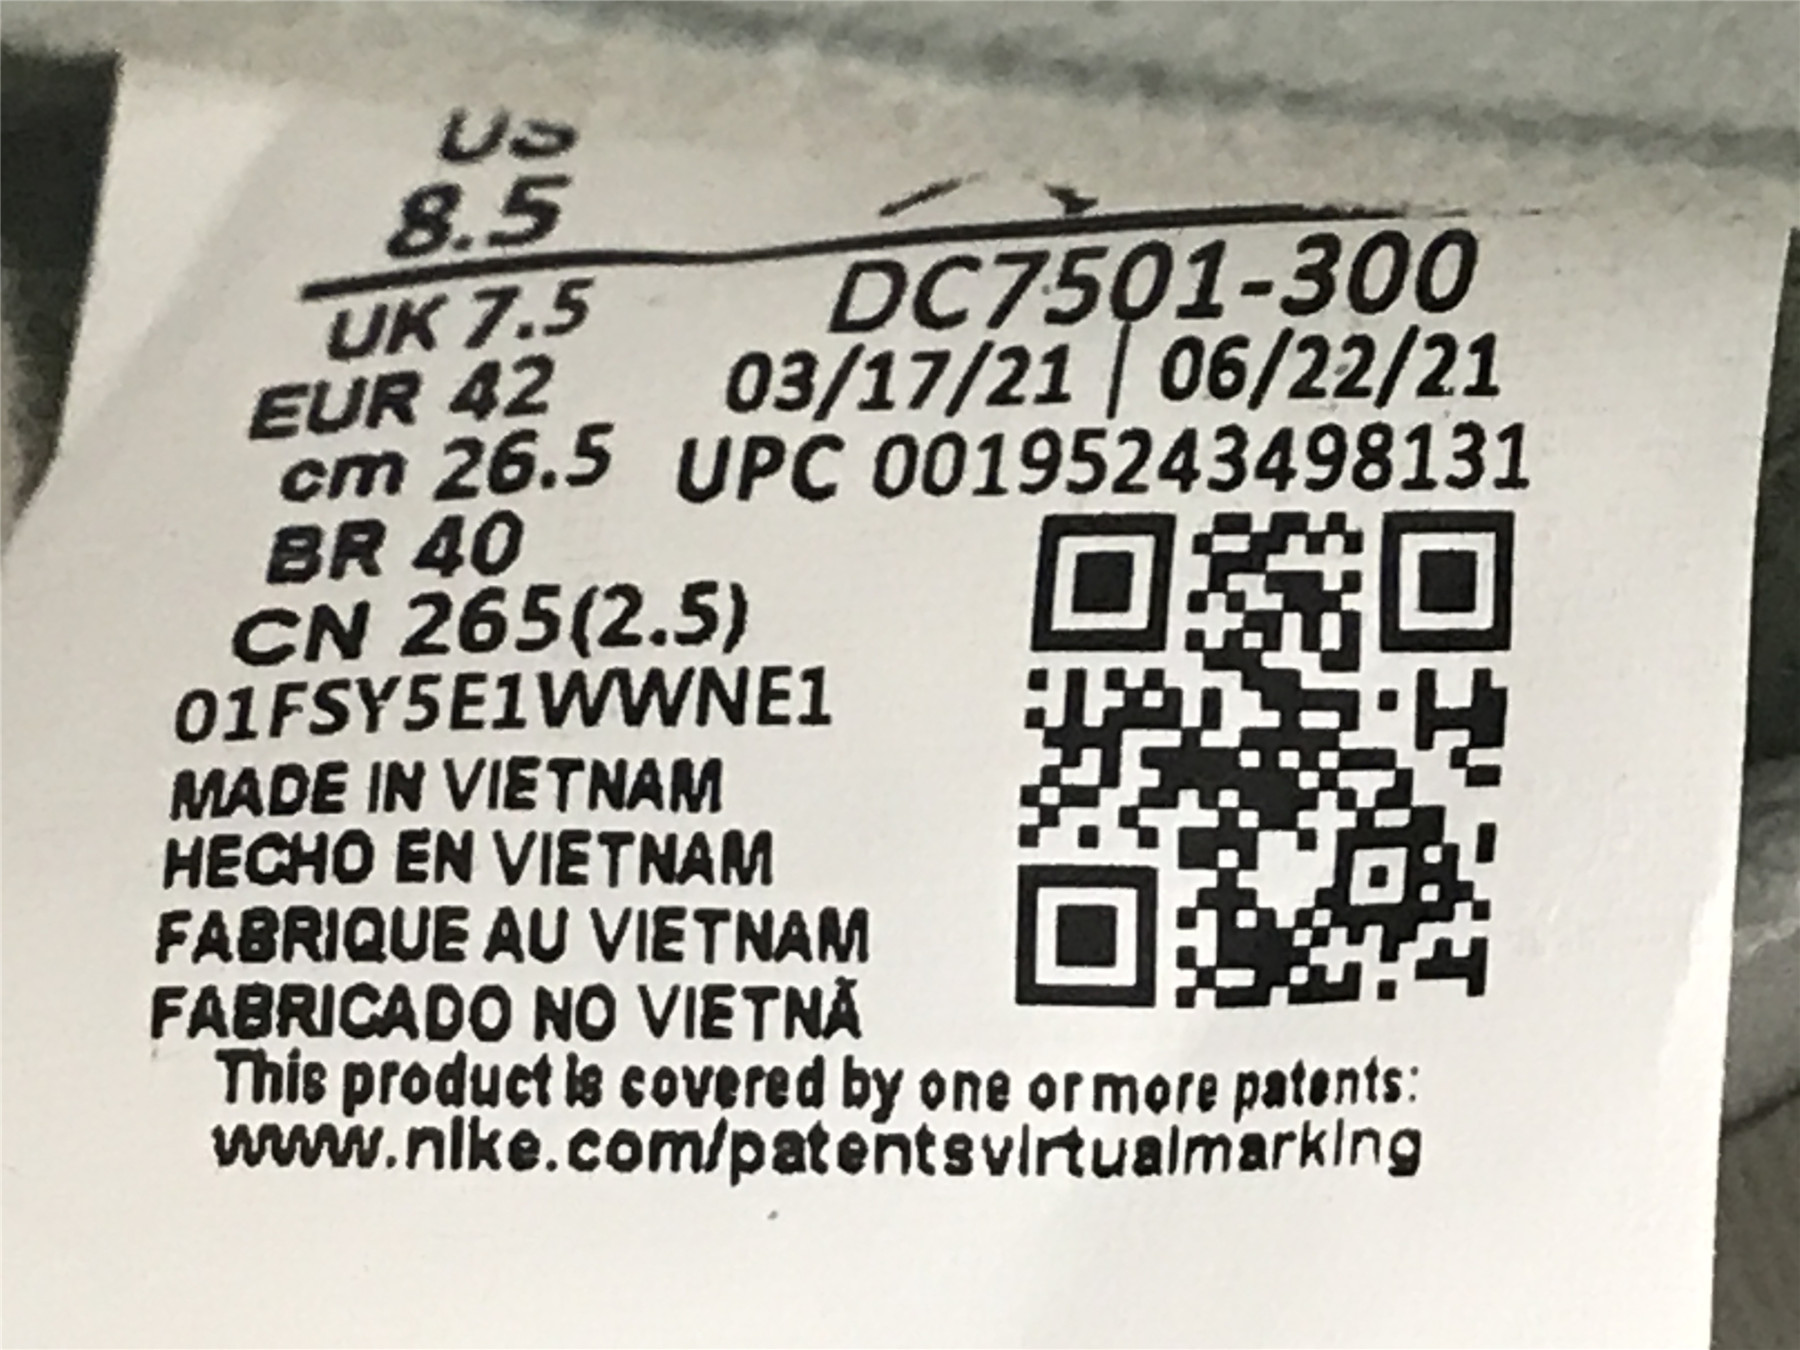 US
8.5
UK 7.5
EUR 42
cm 26.5
BR 40
CN 265(2.5)
DC7501-300
03/17/21 | 06/22/21
UPC 00195243498131
01FSY5E1WWNE1
MADE IN VIETNAM
HECHO EN VIETNAM
FABRIQUE AU VIETNAM
FABRICADO NO VIETNÃ
This product is covered by one or more patents:
www.nike.com/patentsvirtualmarking